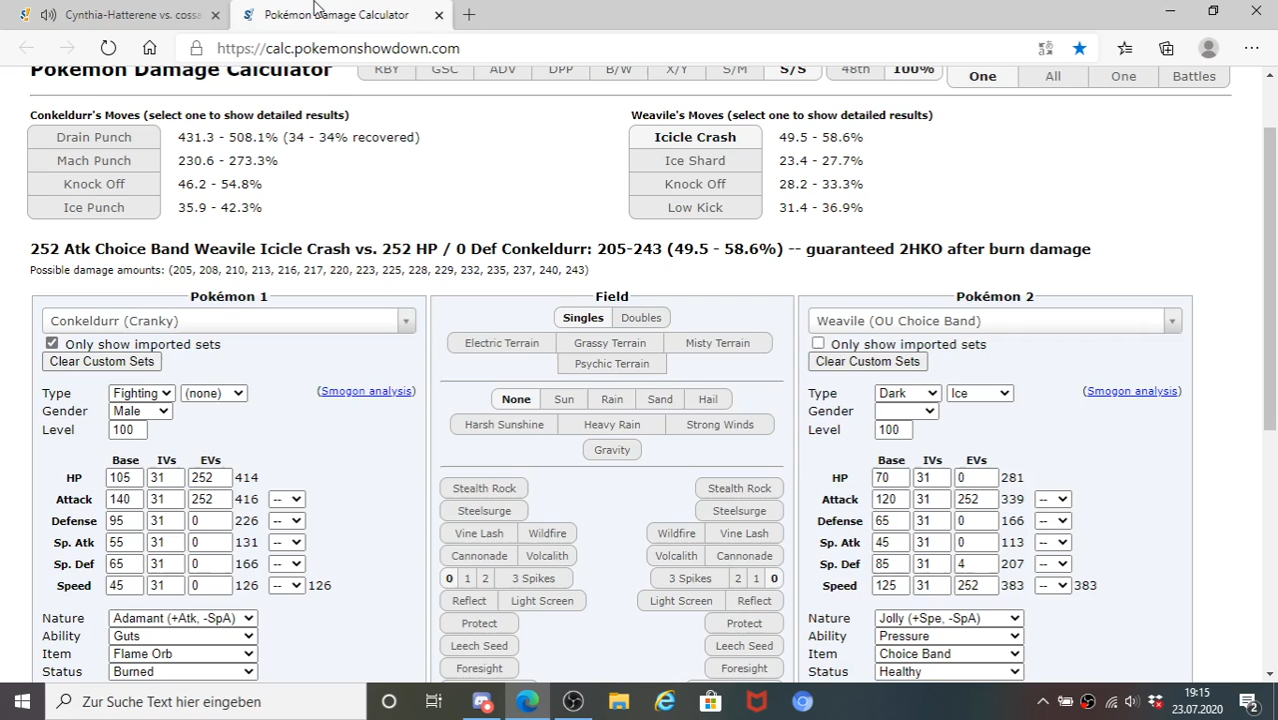 Cynthia-Hatterene vs. cossa
Pokémon Damage Calculator
https://calc.pokemonshowdown.com
Pokémon Damage Calculator RBY GSC ADV DPP B/W X/Y S/M S/S 48th 100% One All One Battles
Conkeldurr's Moves (select one to show detailed results)
Drain Punch 431.3 - 508.1% (34 - 34% recovered)
Mach Punch 230.6 - 273.3%
Knock Off 46.2 - 54.8%
Ice Punch 35.9 - 42.3%
Weavile's Moves (select one to show detailed results)
Icicle Crash 49.5 - 58.6%
Ice Shard 23.4 - 27.7%
Knock Off 28.2 - 33.3%
Low Kick 31.4 - 36.9%
252 Atk Choice Band Weavile Icicle Crash vs. 252 HP / 0 Def Conkeldurr: 205-243 (49.5 - 58.6%) -- guaranteed 2HKO after burn damage
Possible damage amounts: (205, 208, 210, 213, 216, 217, 220, 223, 225, 228, 229, 232, 235, 237, 240, 243)
Pokémon 1
Conkeldurr (Cranky)
Only show imported sets
Clear Custom Sets
Type Fighting (none) (Smogon analysis)
Gender Male
Level 100
Base IVs EVs
HP 105 31 252 414
Attack 140 31 252 416 --
Defense 95 31 0 226 --
Sp. Atk 55 31 0 131 --
Sp. Def 65 31 0 166 --
Speed 45 31 0 126 -- 126
Nature Adamant (+Atk, -SpA)
Ability Guts
Item Flame Orb
Status Burned
Field
Singles Doubles
Electric Terrain Grassy Terrain Misty Terrain
Psychic Terrain
None Sun Rain Sand Hail
Harsh Sunshine Heavy Rain Strong Winds
Gravity
Stealth Rock Stealth Rock
Steelsurge Steelsurge
Vine Lash Wildfire Wildfire Vine Lash
Cannonade Volcalith Volcalith Cannonade
0 1 2 3 Spikes 3 Spikes 2 1 0
Reflect Light Screen Light Screen Reflect
Protect Protect
Leech Seed Leech Seed
Foresight Foresight
Pokémon 2
Weavile (OU Choice Band)
Only show imported sets
Clear Custom Sets
Type Dark Ice (Smogon analysis)
Gender
Level 100
Base IVs EVs
HP 70 31 0 281
Attack 120 31 252 339 --
Defense 65 31 0 166 --
Sp. Atk 45 31 0 113 --
Sp. Def 85 31 4 207 --
Speed 125 31 252 383 -- 383
Nature Jolly (+Spe, -SpA)
Ability Pressure
Item Choice Band
Status Healthy
Zur Suche Text hier eingeben
19:15
23.07.2020
2